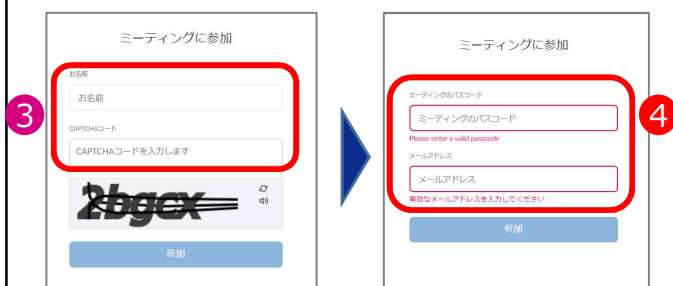 ミーティングに参加
お名前
お名前
CAPTCHAコード
CAPTCHAコードを入力します
2bgcx
参加
3
ミーティングに参加
ミーティングのパスコード
ミーティングのパスコード
Please enter a valid passcode
メールアドレス
メールアドレス
有効なメールアドレスを入力してください
参加
4